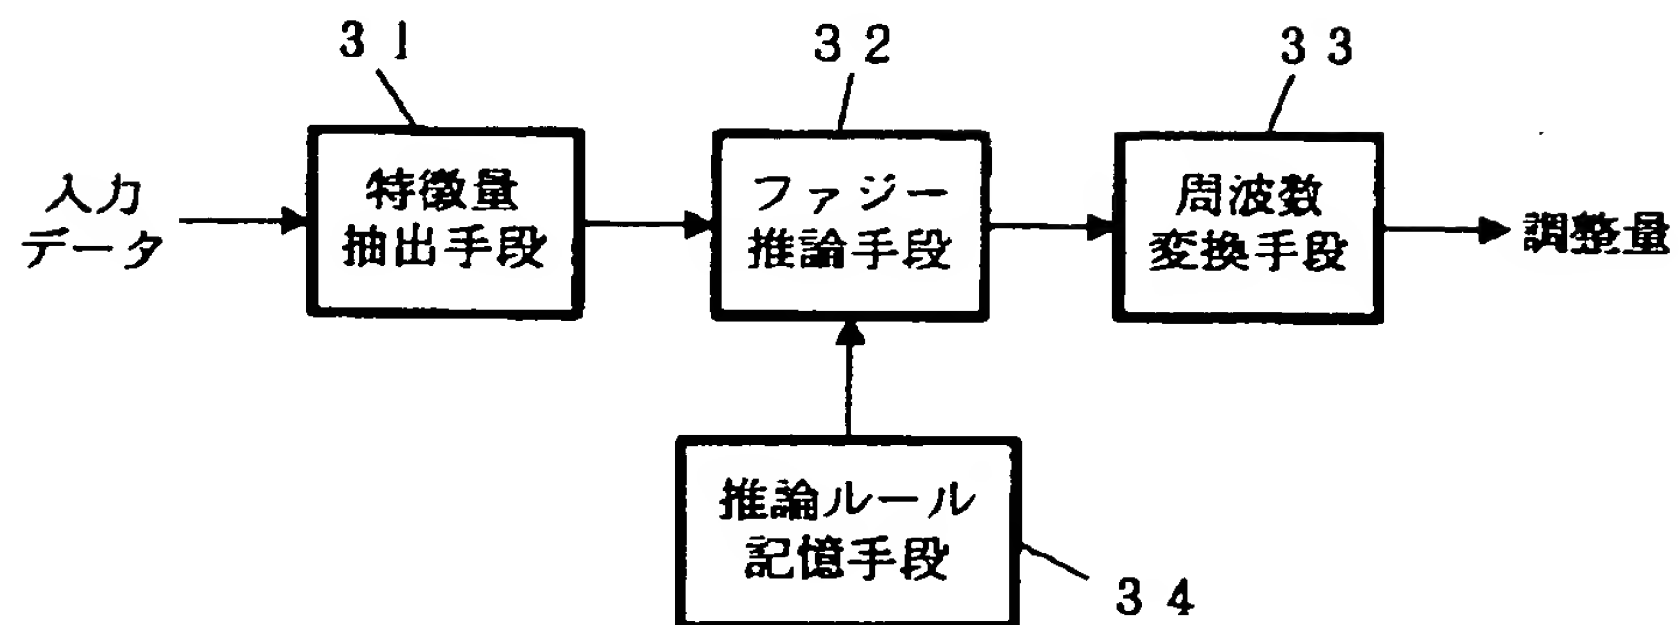 31
32
33
入力
データ
特徴量
抽出手段
ファジー
推論手段
周波数
変換手段
調整量
推論ルール
記憶手段
34